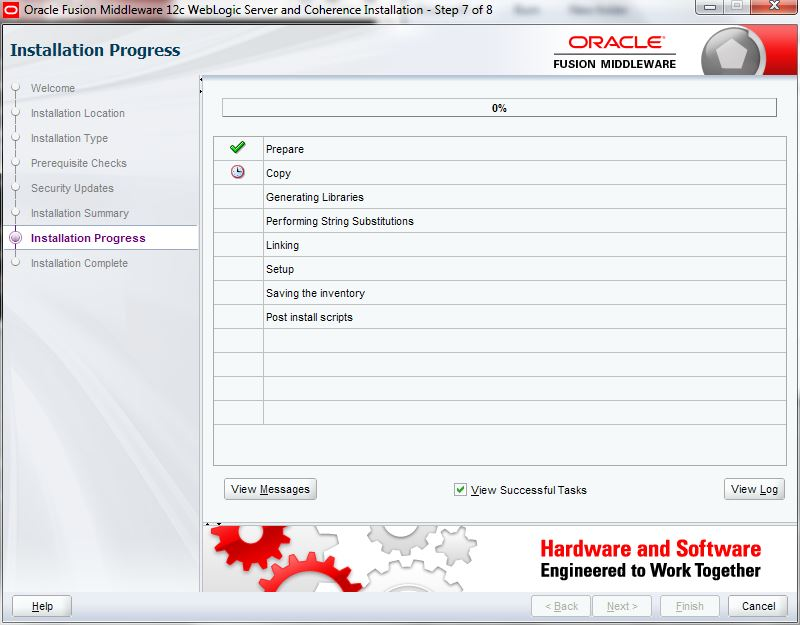 Oracle Fusion Middleware 12c WebLogic Server and Coherence Installation - Step 7 of 8
Installation Progress
ORACLE
FUSION MIDDLEWARE
Welcome
Installation Location
Installation Type
Prerequisite Checks
Security Updates
Installation Summary
Installation Progress
Installation Complete
0%
Prepare
Copy
Generating Libraries
Performing String Substitutions
Linking
Setup
Saving the inventory
Post install scripts
View Messages
View Successful Tasks
View Log
Hardware and Software
Engineered to Work Together
Help
< Back
Next >
Finish
Cancel